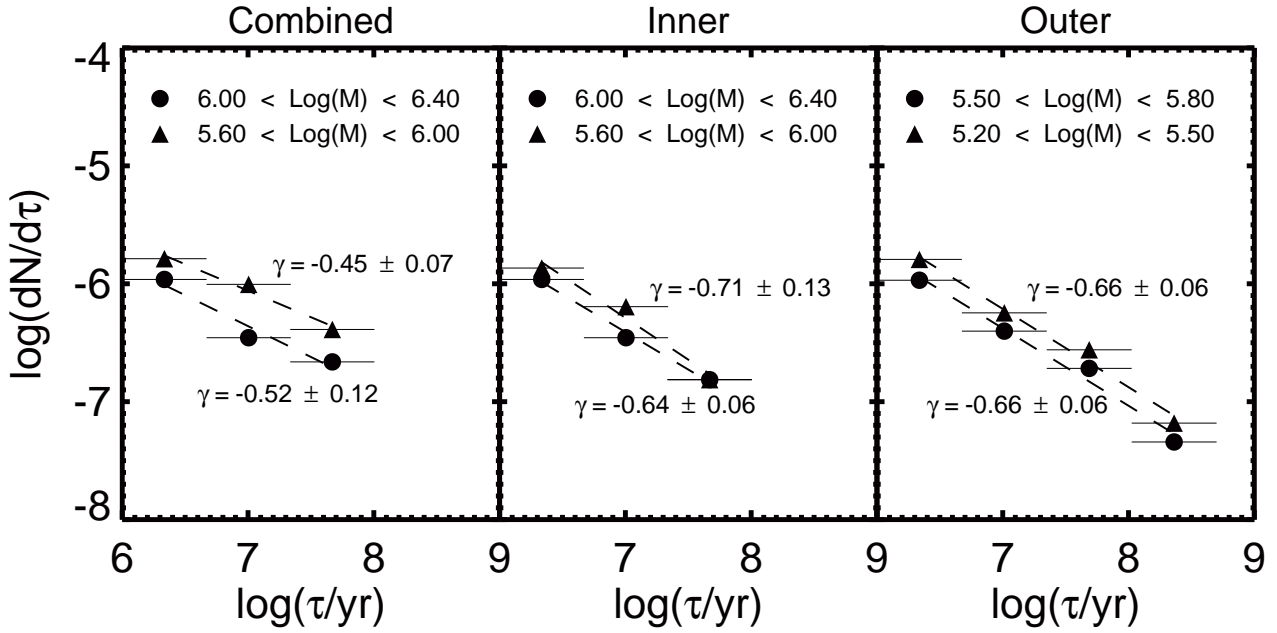 Combined Inner Outer
-4
6.00 < Log(M) < 6.40 6.00 < Log(M) < 6.40 5.50 < Log(M) < 5.80
5.60 < Log(M) < 6.00 5.60 < Log(M) < 6.00 5.20 < Log(M) < 5.50
-5
log(dN/dτ)
γ = -0.45 ± 0.07 γ = -0.71 ± 0.13 γ = -0.66 ± 0.06
-6
γ = -0.52 ± 0.12 γ = -0.64 ± 0.06 γ = -0.66 ± 0.06
-7
-8
6 7 8 9 7 8 9 7 8 9
log(τ/yr) log(τ/yr) log(τ/yr)